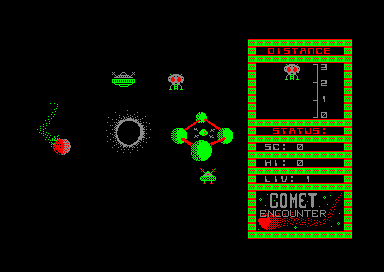 DISTANCE
3
2
1
0
STATUS:
SC: 0
HI: 0
LIV: 1
COMET
ENCOUNTER